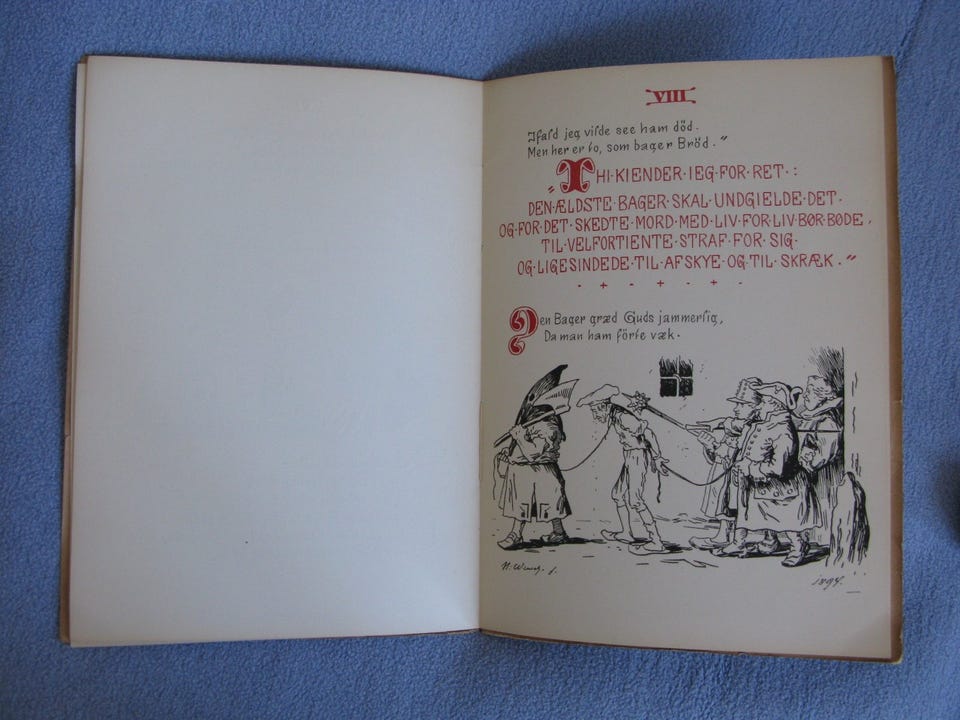 VIII
Ifald jeg vilde see ham död.
Men her er to, som bager Bröd."
"THI·KIENDER·IEG·FOR·RET·:
DEN·ÆLDSTE·BAGER·SKAL·UNDGIELDE·DET·
OG·FOR·DET·SKEDTE·MORD·MED·LIV·FOR·LIV·BØR·BØDE,
TIL·VELFORTIENTE·STRAF·FOR·SIG·
OG·LIGESINDEDE·TIL·AFSKYE·OG·TIL·SKRÆK."
Den Bager græd Guds jammerlig,
Da man ham förte væk.
1894.